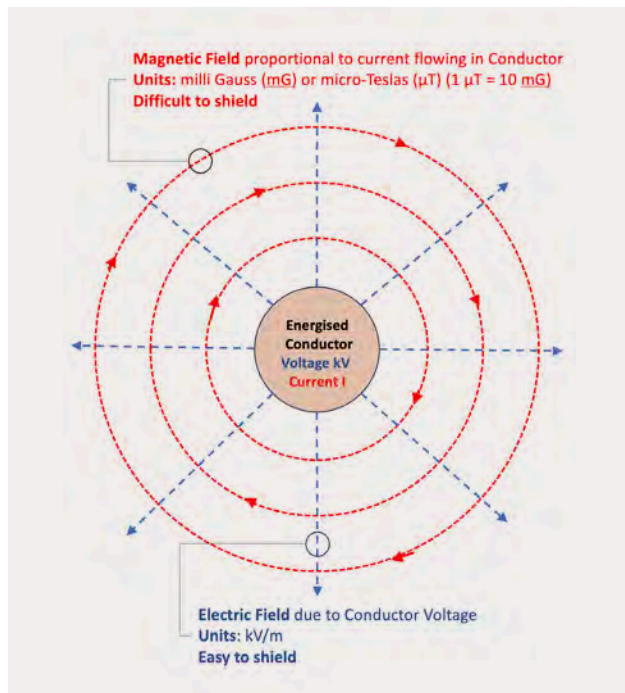 Magnetic Field proportional to current flowing in Conductor
Units: milli Gauss (mG) or micro-Teslas (μT) (1 μT = 10 mG)
Difficult to shield
Energised
Conductor
Voltage kV
Current I
Electric Field due to Conductor Voltage
Units: kV/m
Easy to shield